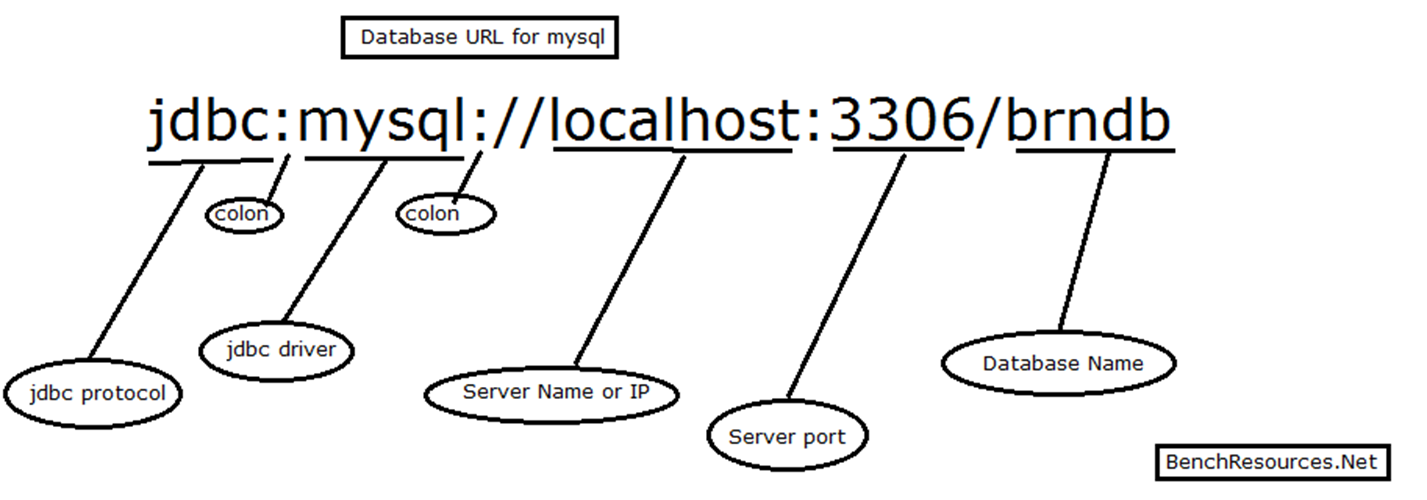 Database URL for mysql
jdbc:mysql://localhost:3306/brndb
colon
colon
jdbc driver
jdbc protocol
Server Name or IP
Server port
Database Name
BenchResources.Net